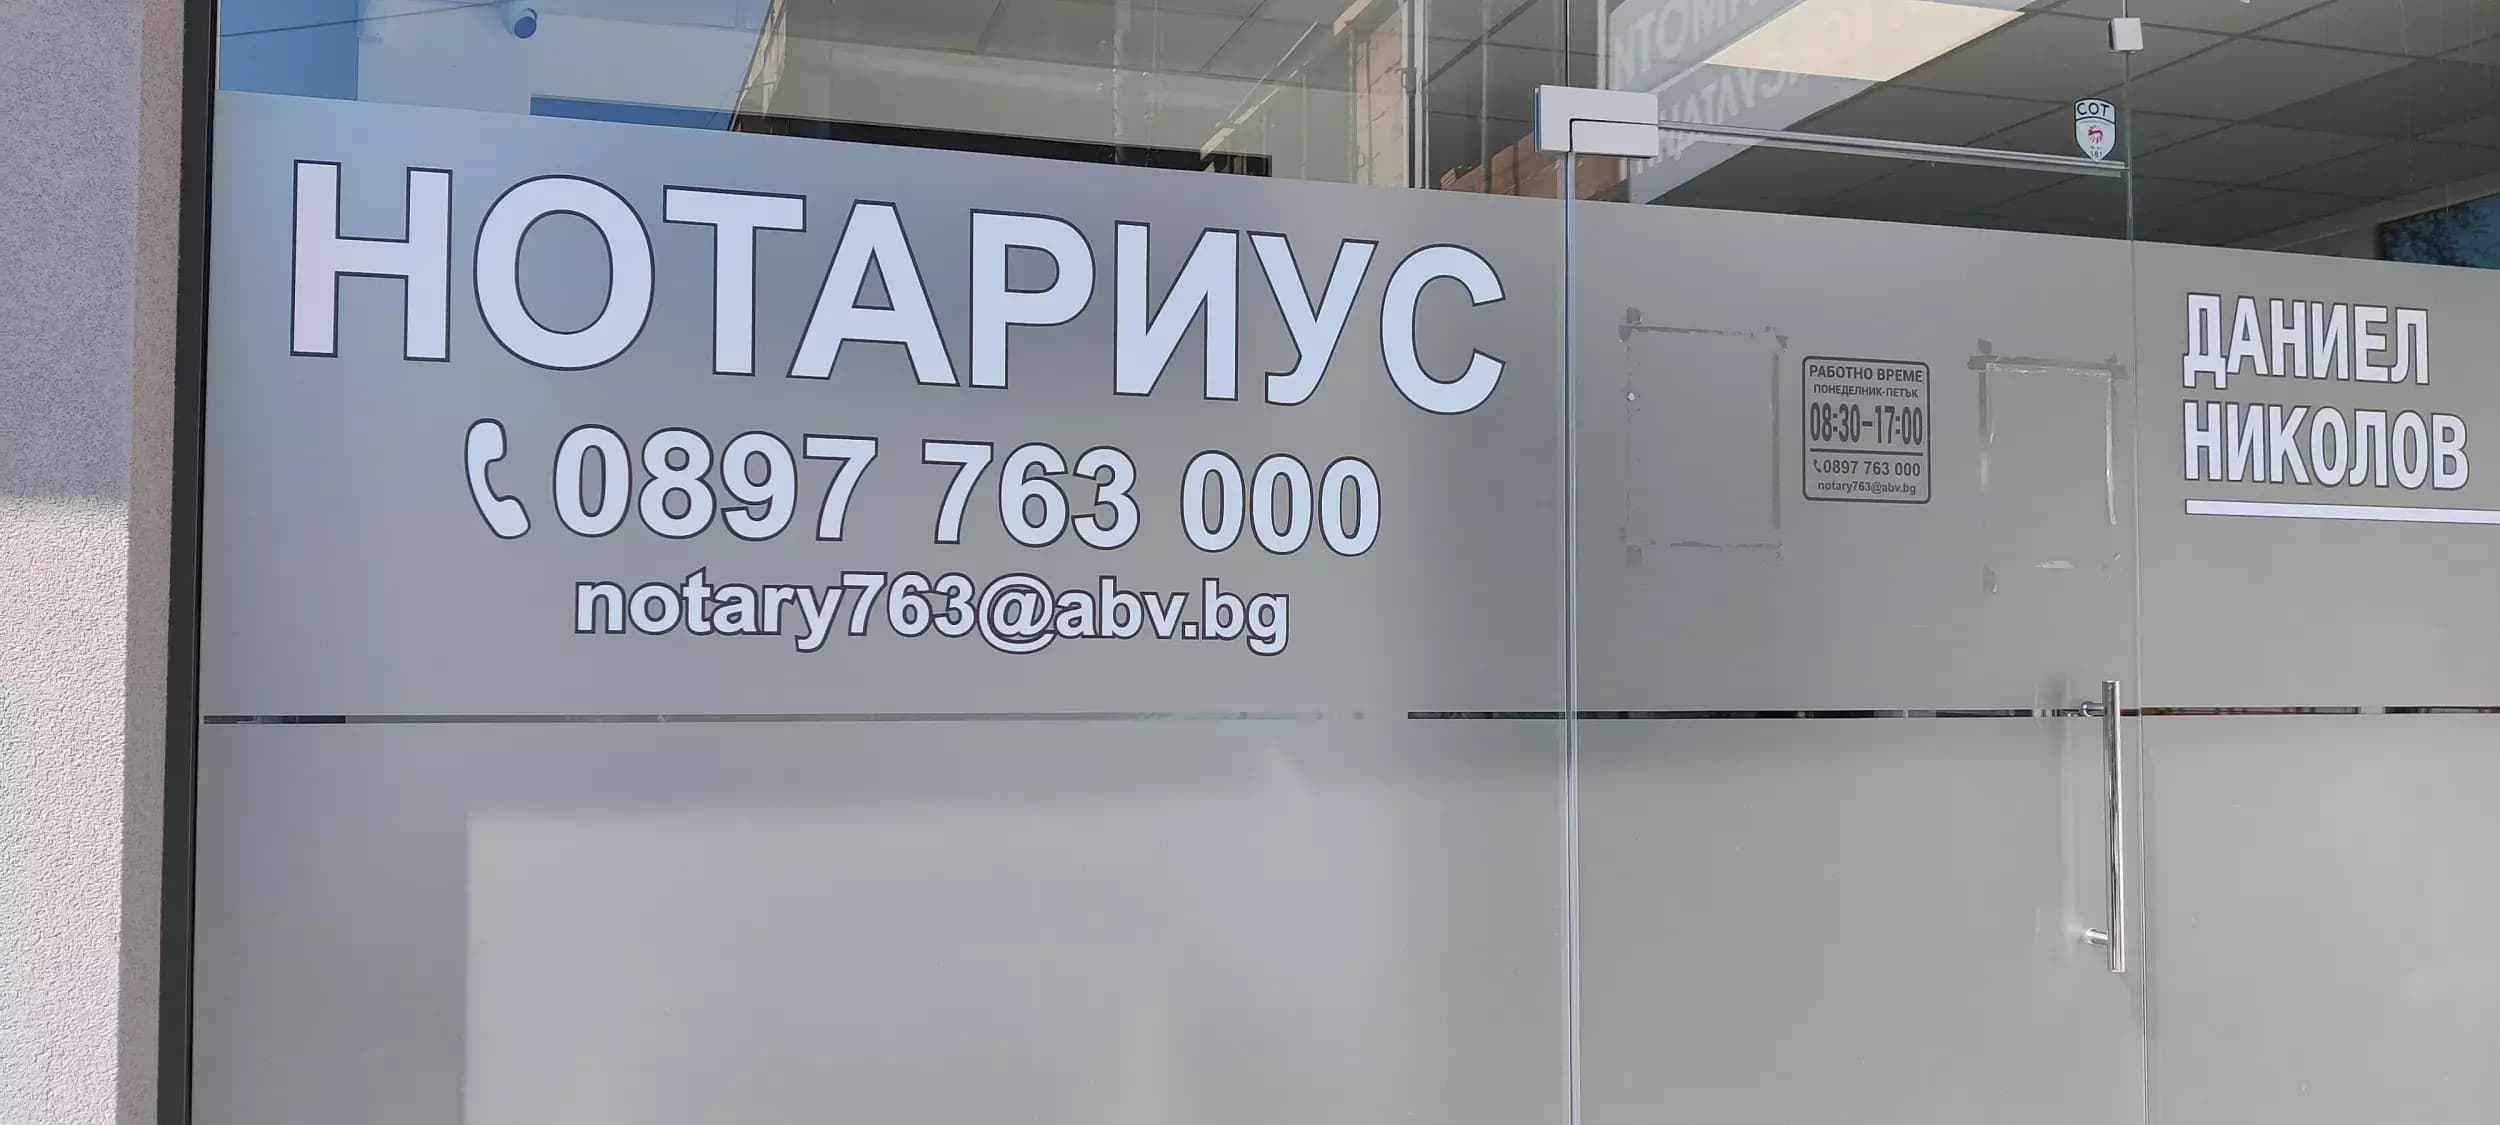 НОТАРИУС
0897 763 000
notary763@abv.bg
РАБОТНО ВРЕМЕ
ПОНЕДЕЛНИК-ПЕТЪК
08:30-17:00
0897 763 000
notary763@abv.bg
ДАНИЕЛ
НИКОЛОВ
СОТ
161